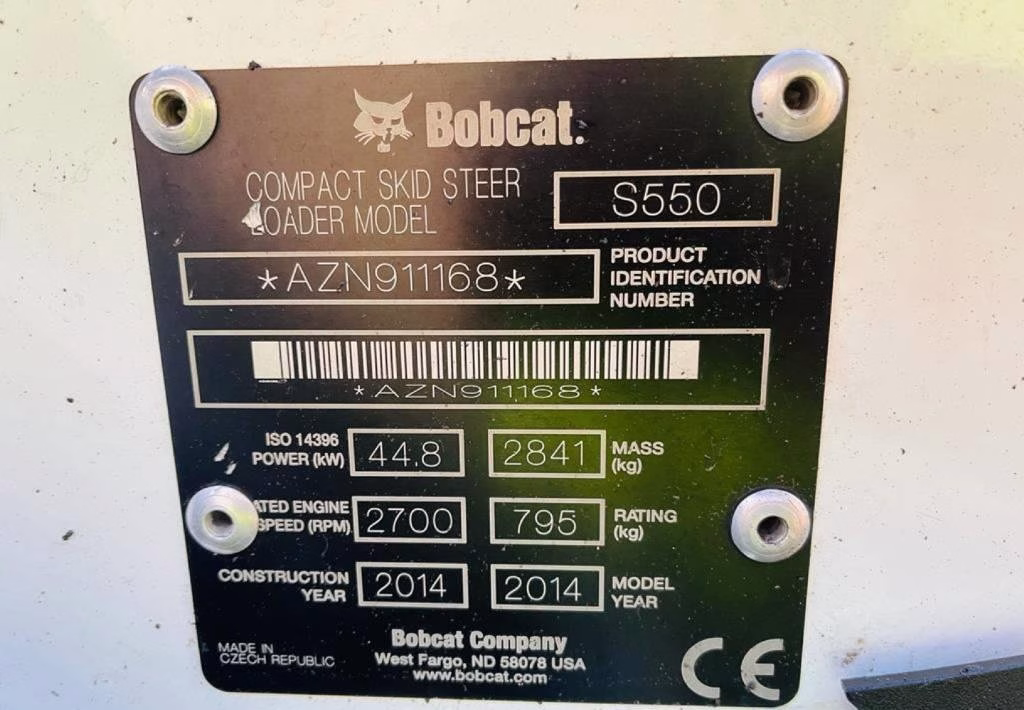 Bobcat.
COMPACT SKID STEER
LOADER MODEL
S550
*AZN911168*
PRODUCT
IDENTIFICATION
NUMBER
*AZN911168*
ISO 14396
POWER (kW)
44.8
2841
MASS
(kg)
ATED ENGINE
SPEED (RPM)
2700
795
RATING
(kg)
CONSTRUCTION
YEAR
2014
2014
MODEL
YEAR
MADE IN
CZECH REPUBLIC
Bobcat Company
West Fargo, ND 58078 USA
www.bobcat.com
CE